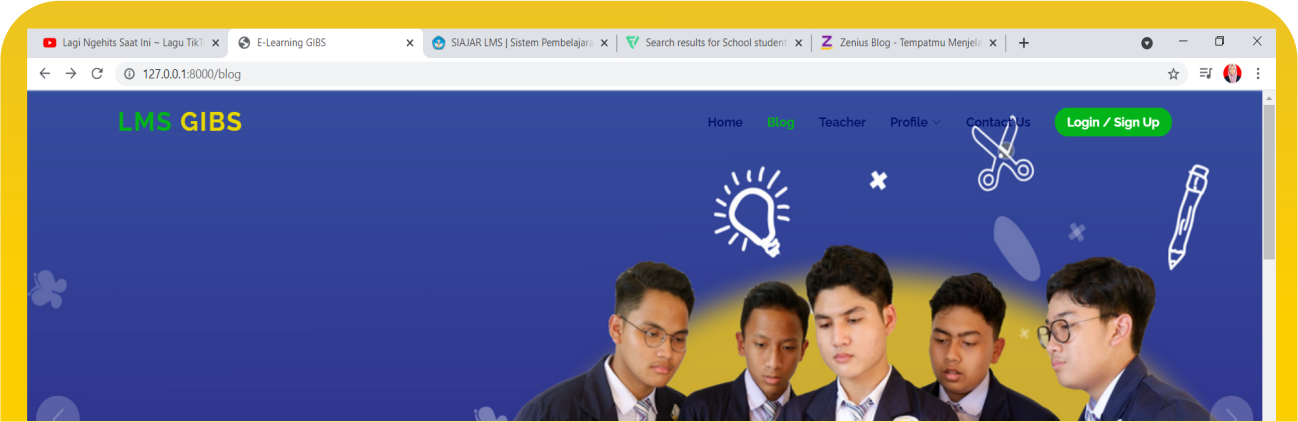 Lagi Ngehits Saat Ini ~ Lagu TikT
E-Learning GIBS
SIAJAR LMS | Sistem Pembelajara
Search results for School student
Zenius Blog - Tempatmu Menjela
127.0.0.1:8000/blog
LMS GIBS
Home
Blog
Teacher
Profile
Contact Us
Login / Sign Up